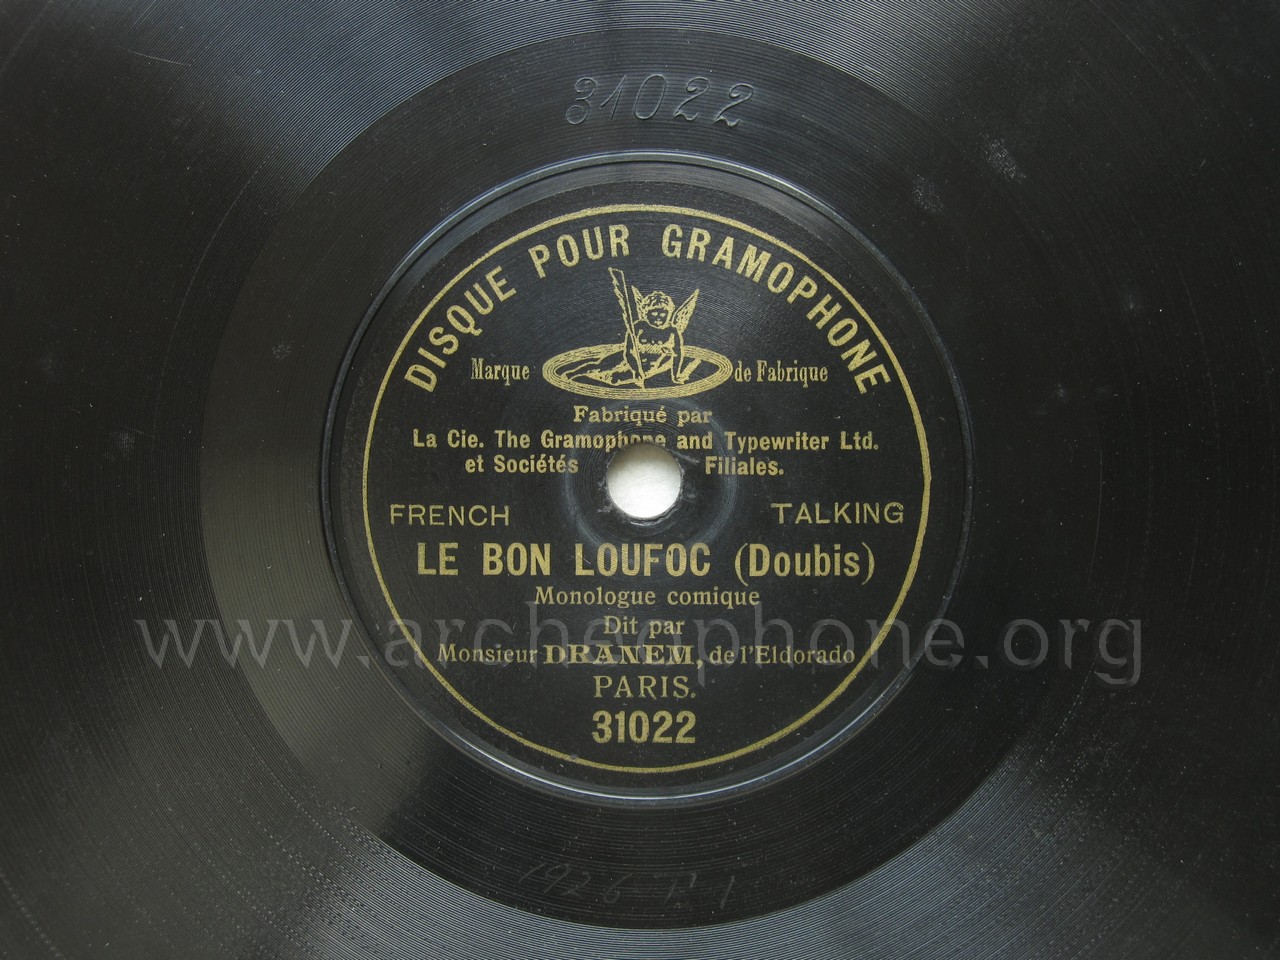 31022
DISQUE POUR GRAMOPHONE
Marque de Fabrique
Fabriqué par
La Cie. The Gramophone and Typewriter Ltd.
et Sociétés Filiales.
FRENCH TALKING
LE BON LOUFOC (Doubis)
Monologue comique
Dit par
www.archeophone.org
Monsieur DRANEM, de l'Eldorado
PARIS.
31022